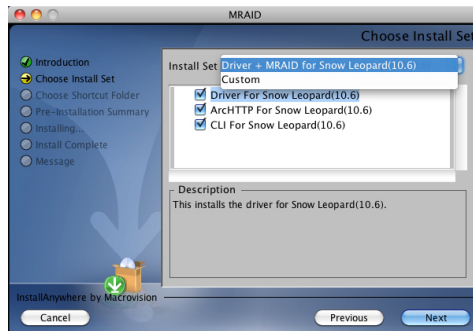 MRAID
Choose Install Set
Introduction
Choose Install Set
Choose Shortcut Folder
Pre-Installation Summary
Installing...
Install Complete
Message
Install Set
Driver + MRAID for Snow Leopard(10.6)
Custom
Driver For Snow Leopard(10.6)
ArcHTTP For Snow Leopard(10.6)
CLI For Snow Leopard(10.6)
Description
This installs the driver for Snow Leopard(10.6).
InstallAnywhere by Macrovision
Cancel
Previous
Next